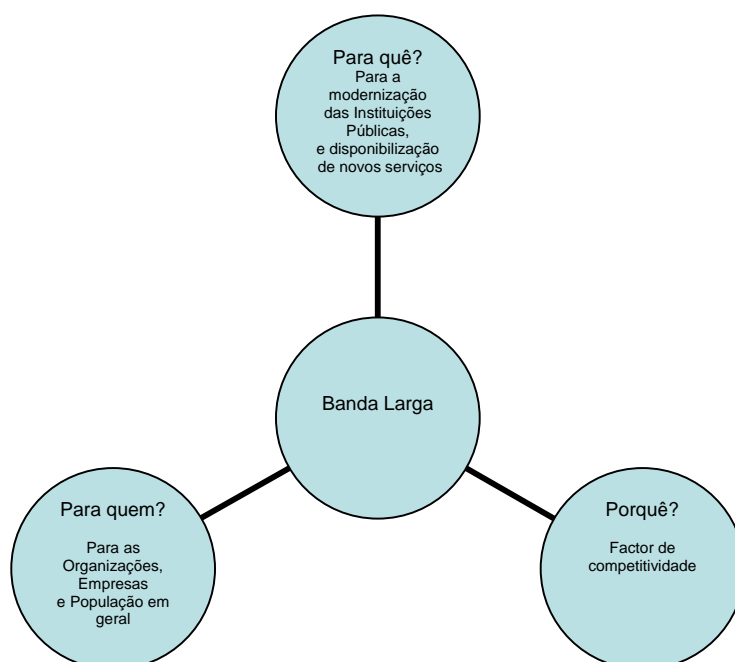 Para quê?
Para a
modernização
das Instituições
Públicas,
e disponibilização
de novos serviços
Banda Larga
Para quem?
Para as
Organizações,
Empresas
e População em
geral
Porquê?
Factor de
competitividade